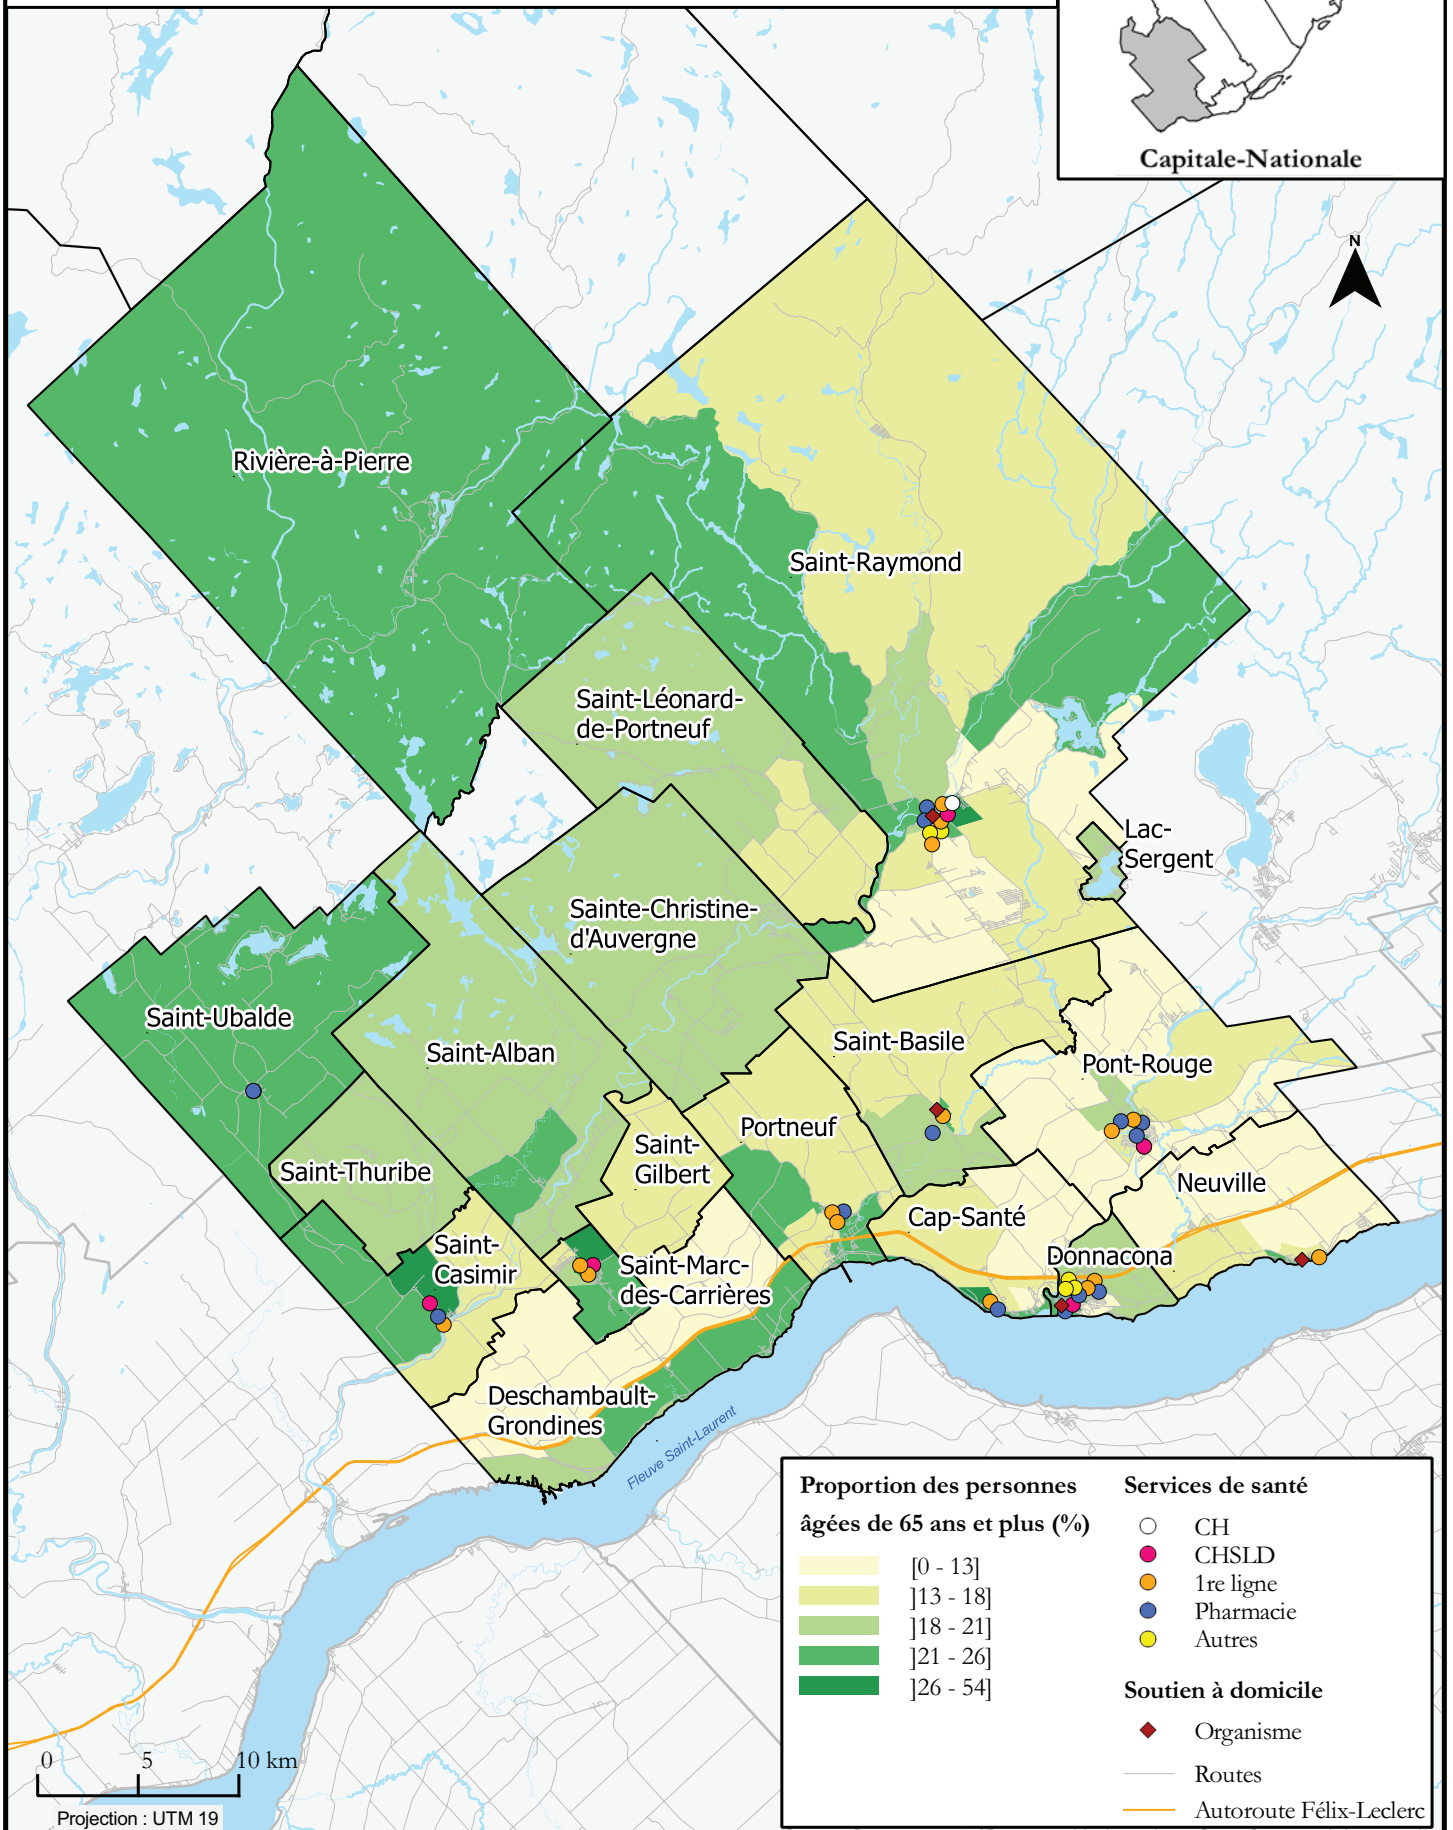 Capitale-Nationale
N
Rivière-à-Pierre
Saint-Raymond
Saint-Léonard-
de-Portneuf
Lac-
Sergent
Sainte-Christine-
d'Auvergne
Saint-Ubalde
Saint-Alban
Saint-Basile
Pont-Rouge
Portneuf
Saint-
Gilbert
Saint-Thuribe
Neuville
Cap-Santé
Saint-
Casimir
Donnacona
Saint-Marc-
des-Carrières
Deschambault-
Grondines
Fleuve Saint-Laurent
Proportion des personnes
âgées de 65 ans et plus (%)
[0 - 13]
]13 - 18]
]18 - 21]
]21 - 26]
]26 - 54]
Services de santé
CH
CHSLD
1re ligne
Pharmacie
Autres
Soutien à domicile
Organisme
Routes
Autoroute Félix-Leclerc
0 5 10 km
Projection : UTM 19